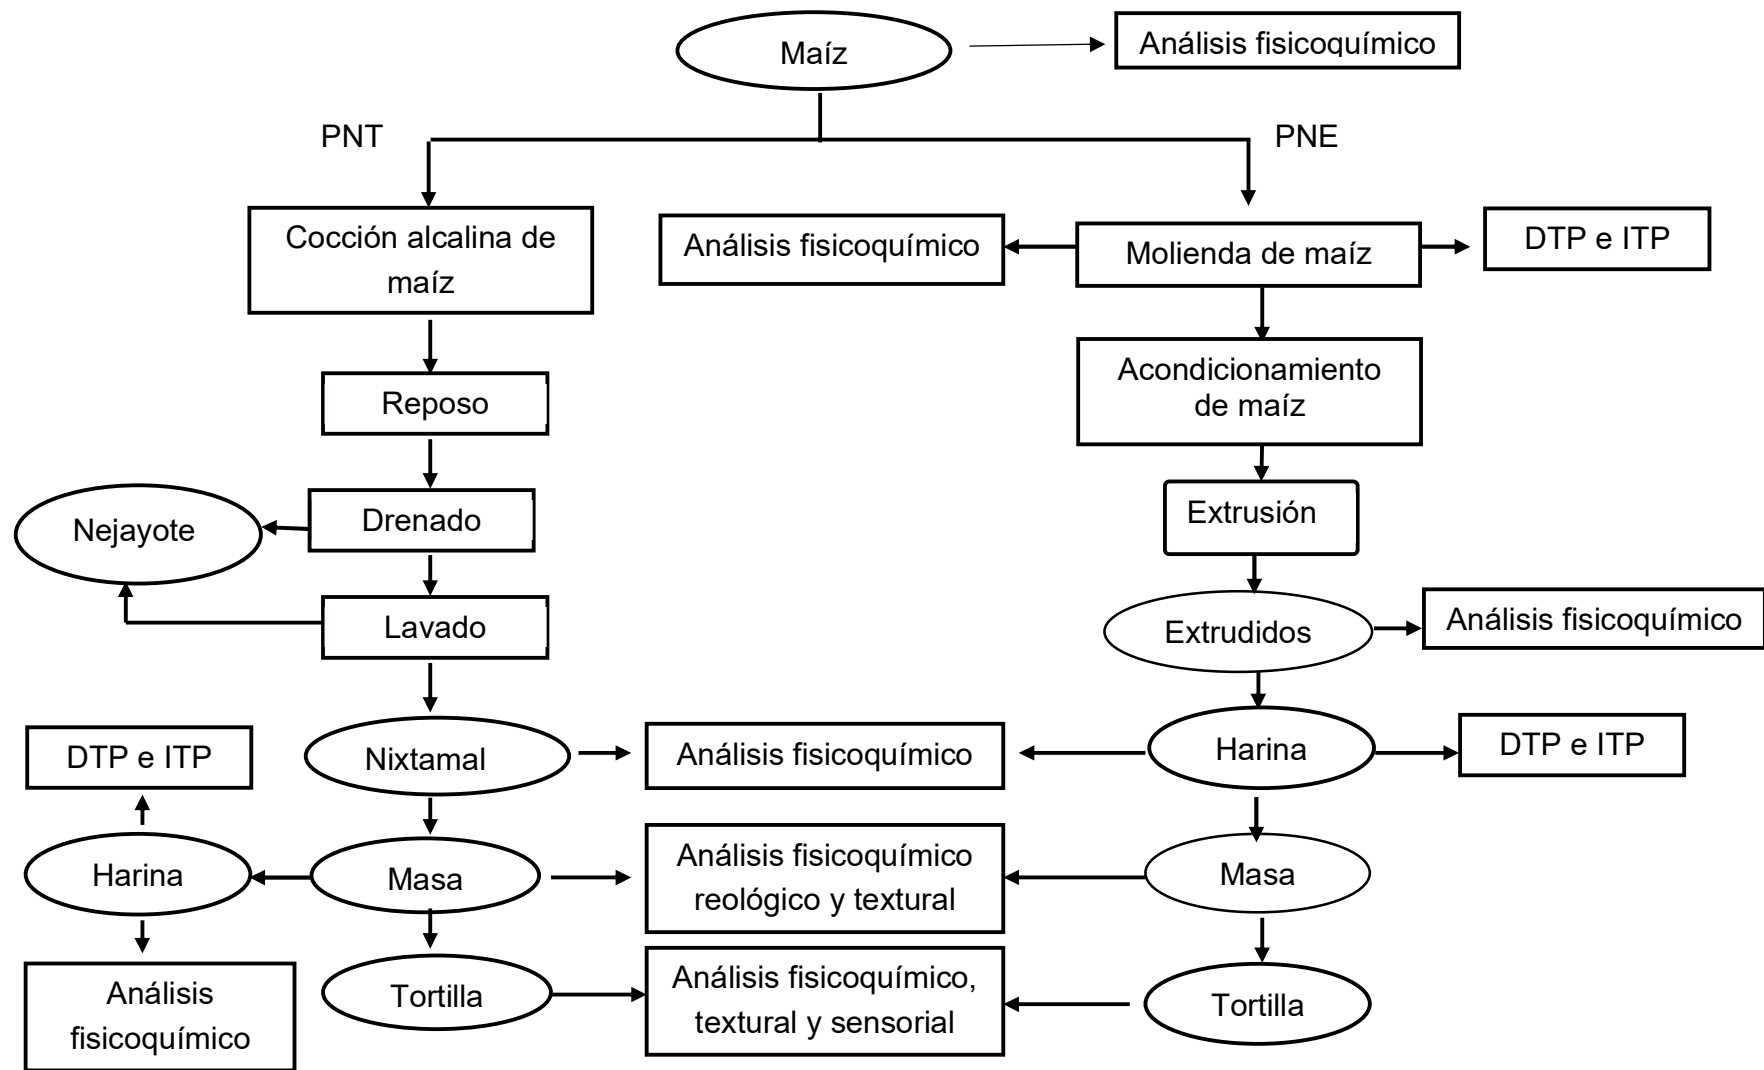 Maíz
Análisis fisicoquímico
PNT
PNE
Cocción alcalina de
maíz
Análisis fisicoquímico
Molienda de maíz
DTP e ITP
Acondicionamiento
de maíz
Reposo
Extrusión
Nejayote
Drenado
Lavado
Extrudidos
Análisis fisicoquímico
DTP e ITP
Nixtamal
Análisis fisicoquímico
Harina
DTP e ITP
Harina
Masa
Análisis fisicoquímico
reológico y textural
Masa
Análisis
fisicoquímico
Tortilla
Análisis fisicoquímico,
textural y sensorial
Tortilla